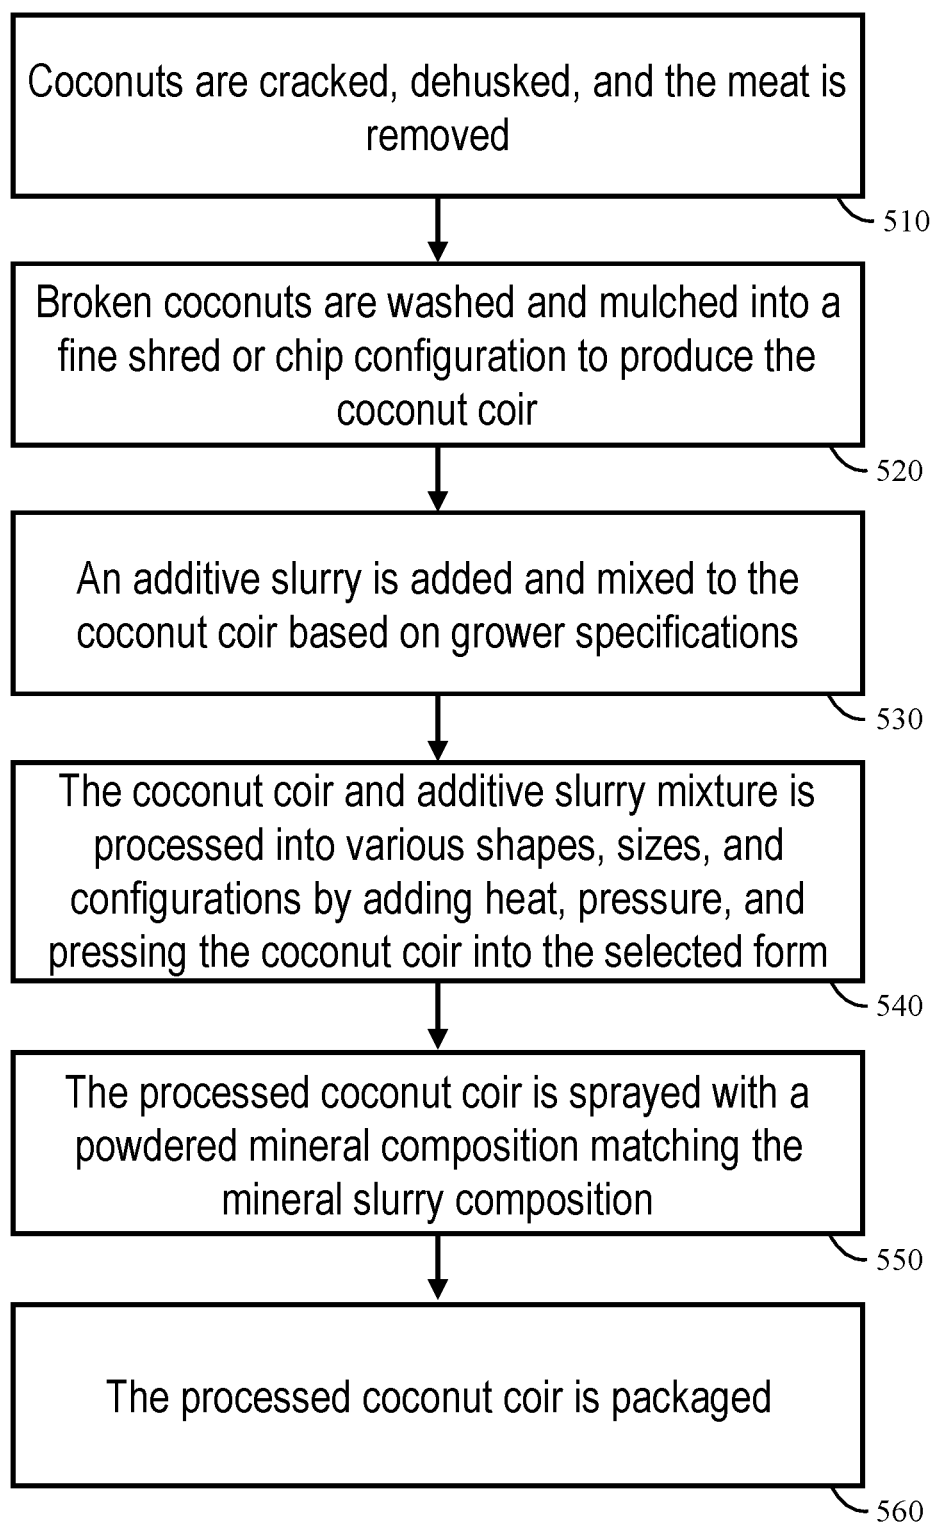 Coconuts are cracked, dehusked, and the meat is
removed
510
Broken coconuts are washed and mulched into a
fine shred or chip configuration to produce the
coconut coir
520
An additive slurry is added and mixed to the
coconut coir based on grower specifications
530
The coconut coir and additive slurry mixture is
processed into various shapes, sizes, and
configurations by adding heat, pressure, and
pressing the coconut coir into the selected form
540
The processed coconut coir is sprayed with a
powdered mineral composition matching the
mineral slurry composition
550
The processed coconut coir is packaged
560